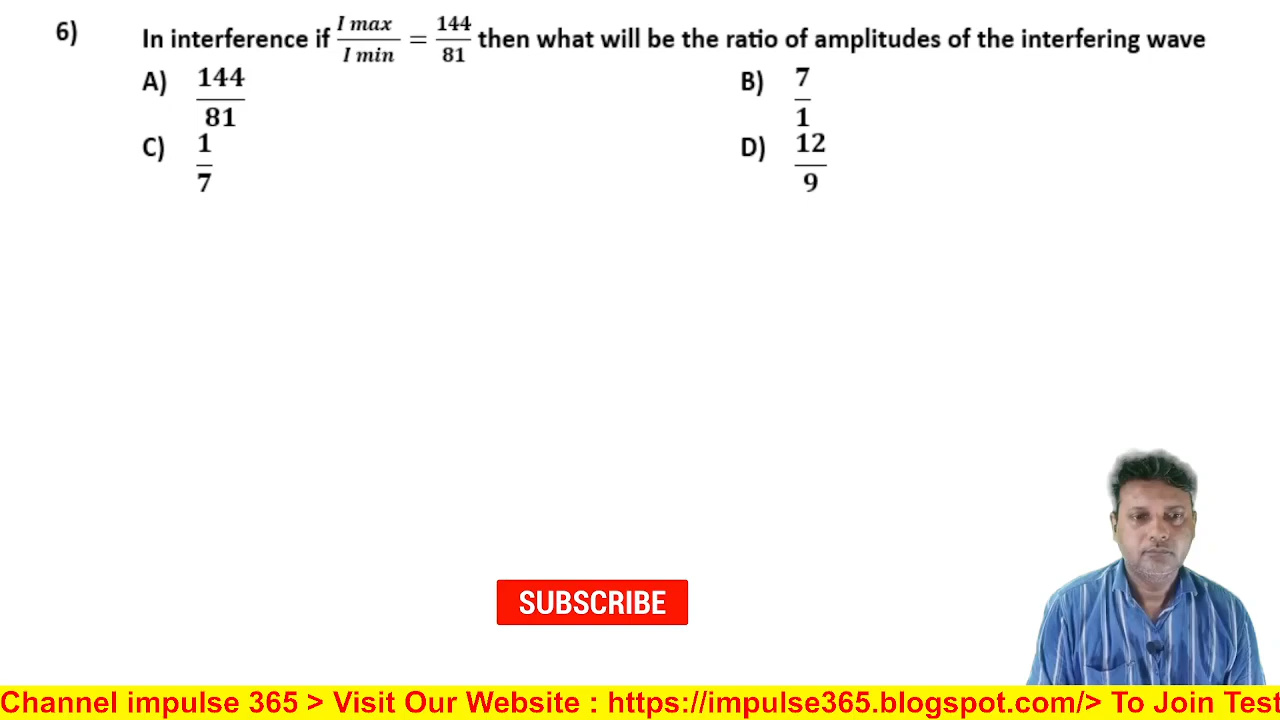 6) In interference if I max / I min = 144 / 81 then what will be the ratio of amplitudes of the interfering wave
A) 144 / 81 B) 7 / 1
C) 1 / 7 D) 12 / 9
SUBSCRIBE
Channel impulse 365 > Visit Our Website : https://impulse365.blogspot.com/> To Join Test